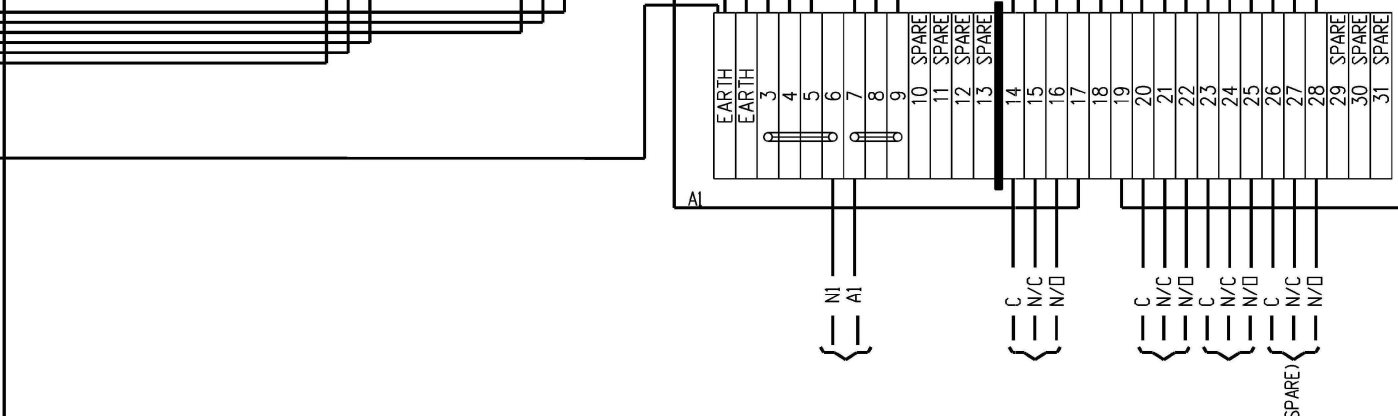 EARTH
EARTH
3
4
5
6
7
8
9
10 SPARE
11 SPARE
12 SPARE
13 SPARE
14
15
16
17
18
19
20
21
22
23
24
25
26
27
28
29 SPARE
30 SPARE
31 SPARE
A1
N1
A1
C
N/C
N/O
C
N/C
N/O
C
N/C
N/O
C
N/C
N/O
SPARE)